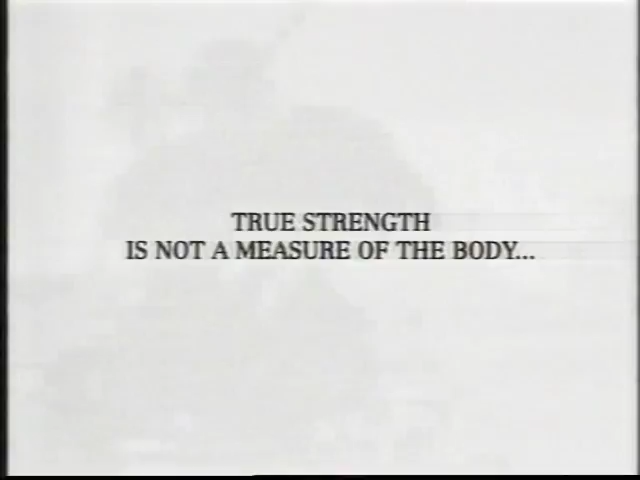 TRUE STRENGTH
IS NOT A MEASURE OF THE BODY...